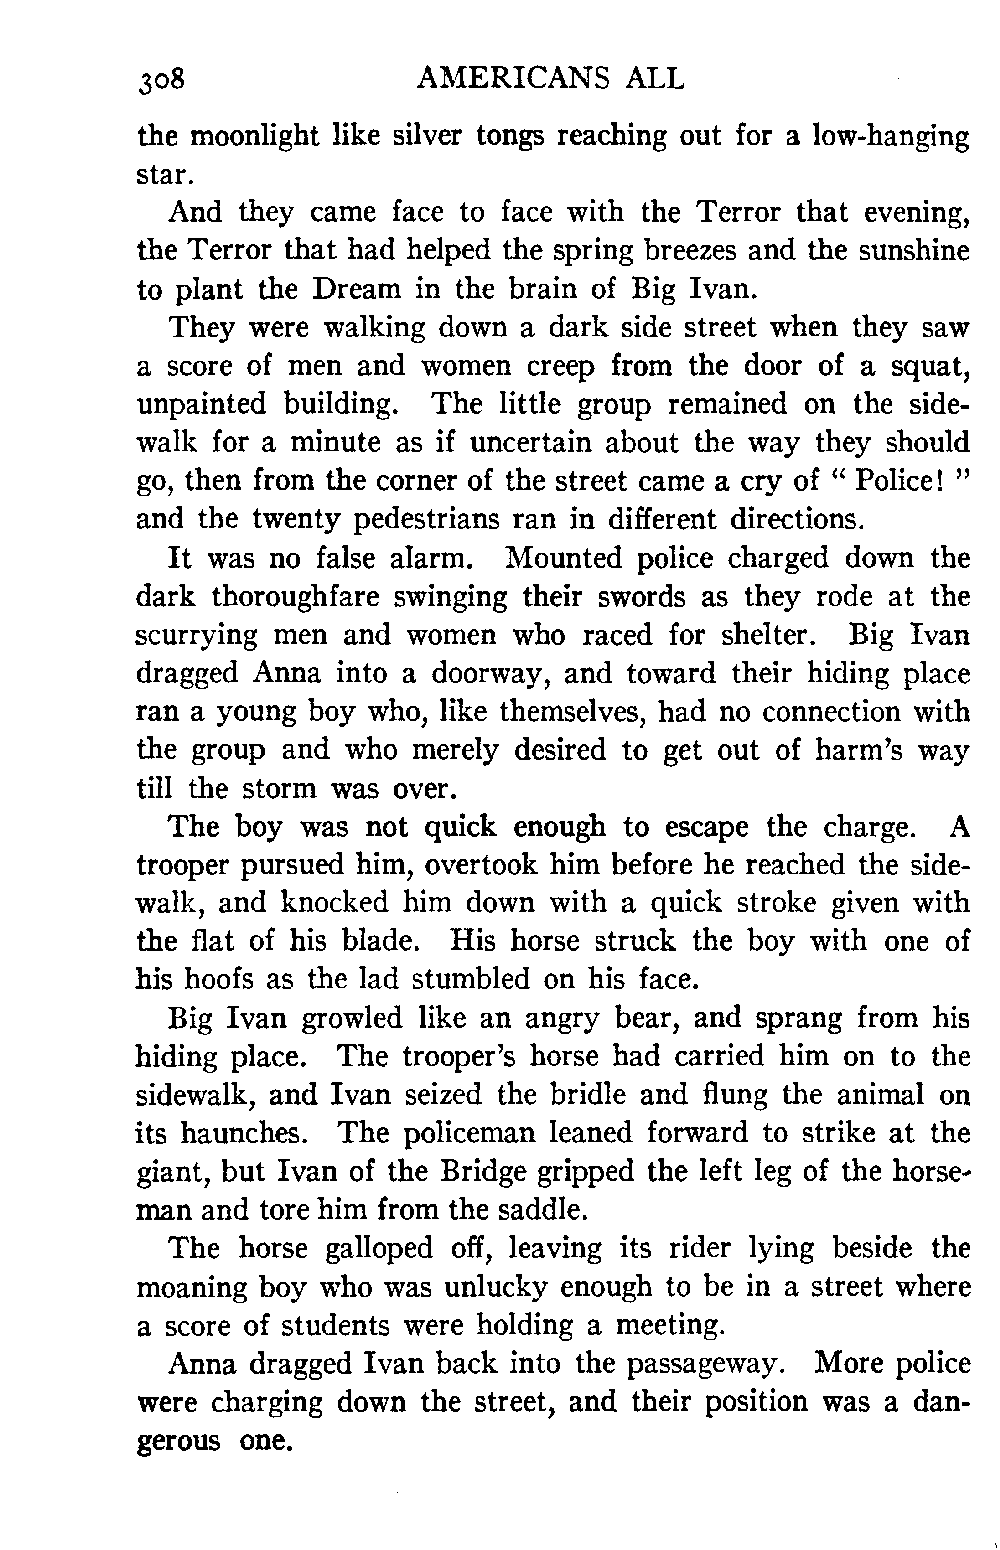 308 AMERICANS ALL
the moonlight like silver tongs reaching out for a low-hanging
star.
And they came face to face with the Terror that evening,
the Terror that had helped the spring breezes and the sunshine
to plant the Dream in the brain of Big Ivan.
They were walking down a dark side street when they saw
a score of men and women creep from the door of a squat,
unpainted building. The little group remained on the side-
walk for a minute as if uncertain about the way they should
go, then from the corner of the street came a cry of “ Police! ”
and the twenty pedestrians ran in different directions.
It was no false alarm. Mounted police charged down the
dark thoroughfare swinging their swords as they rode at the
scurrying men and women who raced for shelter. Big Ivan
dragged Anna into a doorway, and toward their hiding place
ran a young boy who, like themselves, had no connection with
the group and who merely desired to get out of harm’s way
till the storm was over.
The boy was not quick enough to escape the charge. A
trooper pursued him, overtook him before he reached the side-
walk, and knocked him down with a quick stroke given with
the flat of his blade. His horse struck the boy with one of
his hoofs as the lad stumbled on his face.
Big Ivan growled like an angry bear, and sprang from his
hiding place. The trooper’s horse had carried him on to the
sidewalk, and Ivan seized the bridle and flung the animal on
its haunches. The policeman leaned forward to strike at the
giant, but Ivan of the Bridge gripped the left leg of the horse-
man and tore him from the saddle.
The horse galloped off, leaving its rider lying beside the
moaning boy who was unlucky enough to be in a street where
a score of students were holding a meeting.
Anna dragged Ivan back into the passageway. More police
were charging down the street, and their position was a dan-
gerous one.